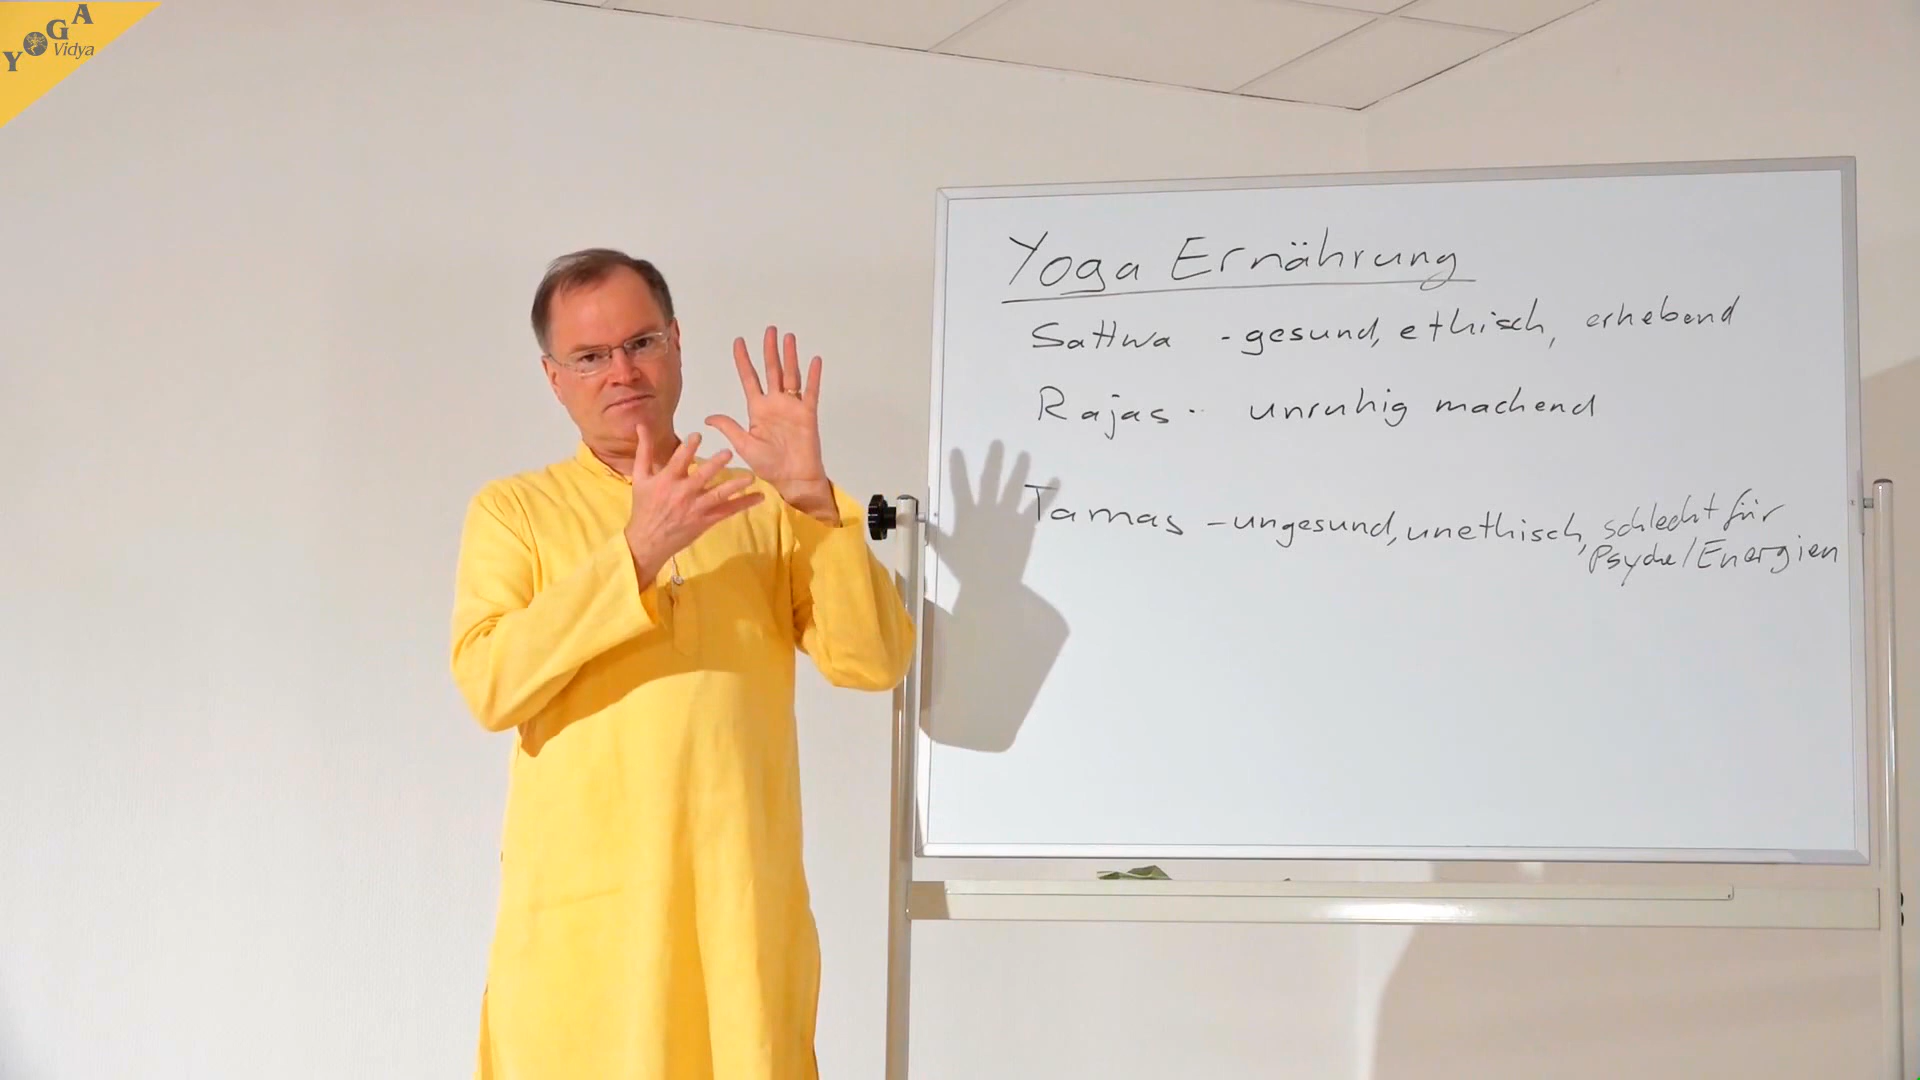 YOGA
Vidya
Yoga Ernährung
Sattwa - gesund, ethisch, erhebend
Rajas - unruhig machend
Tamas - ungesund, unethisch, schlecht für
Psyche/Energien